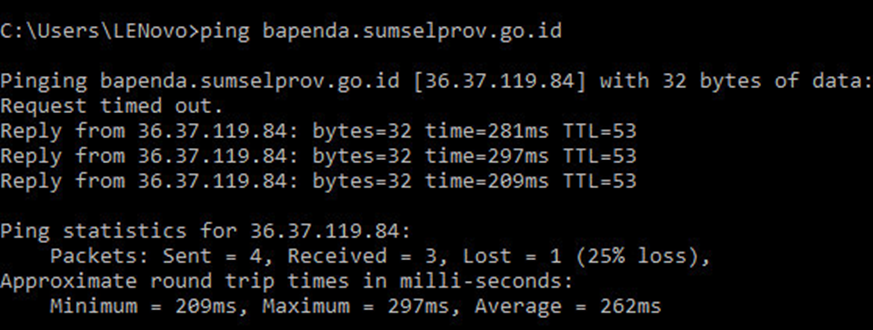 C:\Users\LENovo>ping bapenda.sumselprov.go.id
Pinging bapenda.sumselprov.go.id [36.37.119.84] with 32 bytes of data:
Request timed out.
Reply from 36.37.119.84: bytes=32 time=281ms TTL=53
Reply from 36.37.119.84: bytes=32 time=297ms TTL=53
Reply from 36.37.119.84: bytes=32 time=209ms TTL=53
Ping statistics for 36.37.119.84:
Packets: Sent = 4, Received = 3, Lost = 1 (25% loss),
Approximate round trip times in milli-seconds:
Minimum = 209ms, Maximum = 297ms, Average = 262ms